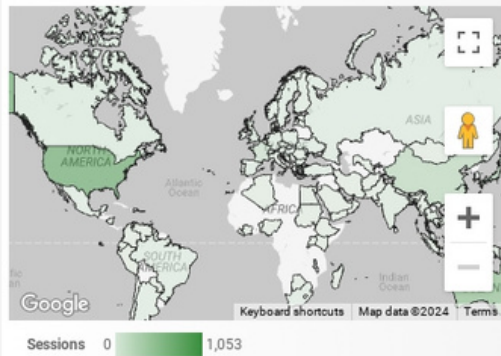 ASIA
NORTH
AMERICA
Atlantic
Ocean
AFRICA
SOUTH
AMERICA
Indian
Ocean
Google
Keyboard shortcuts
Map data ©2024
Terms
Sessions 0 1,053